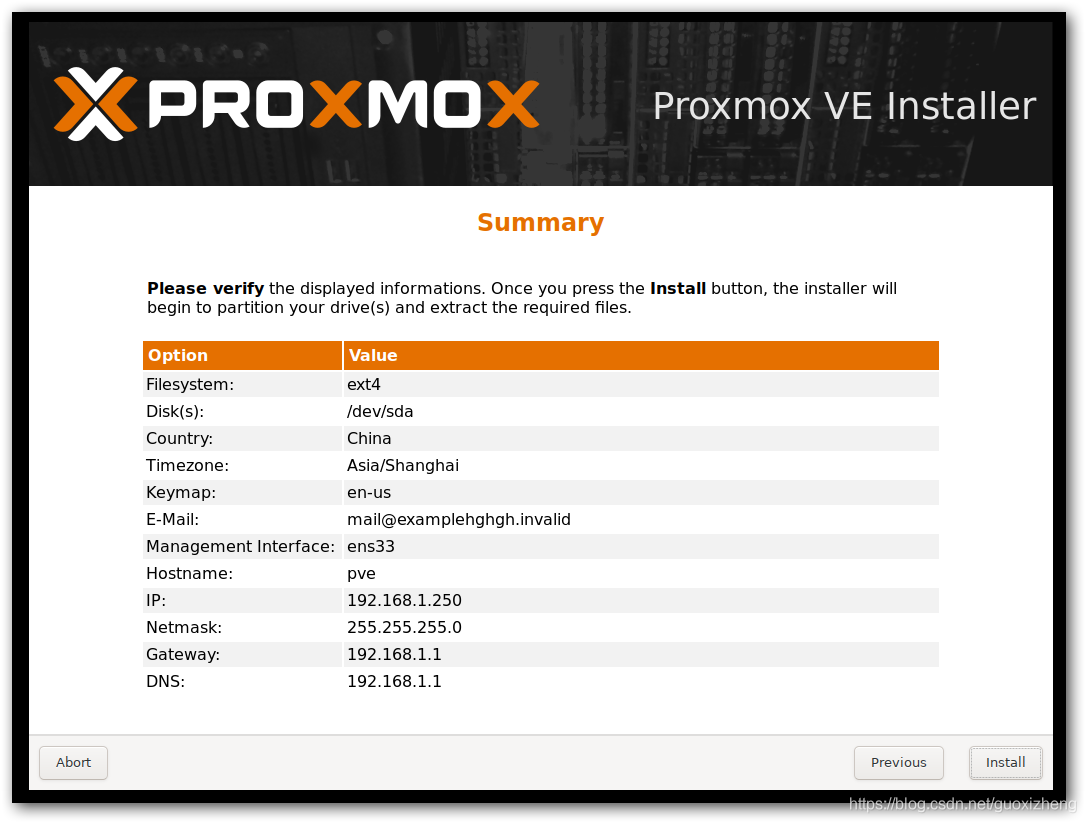 PROXMOX
Proxmox VE Installer
Summary
Please verify the displayed informations. Once you press the Install button, the installer will
begin to partition your drive(s) and extract the required files.
Option Value
Filesystem: ext4
Disk(s): /dev/sda
Country: China
Timezone: Asia/Shanghai
Keymap: en-us
E-Mail: mail@examplehghgh.invalid
Management Interface: ens33
Hostname: pve
IP: 192.168.1.250
Netmask: 255.255.255.0
Gateway: 192.168.1.1
DNS: 192.168.1.1
Abort Previous Install
https://blog.csdn.net/guoxizheng